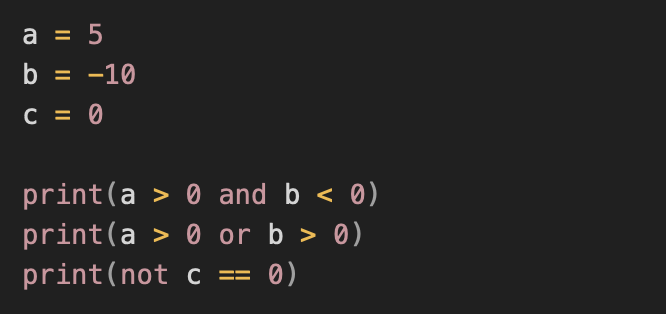 a = 5
b = -10
c = 0
print(a > 0 and b < 0)
print(a > 0 or b > 0)
print(not c == 0)